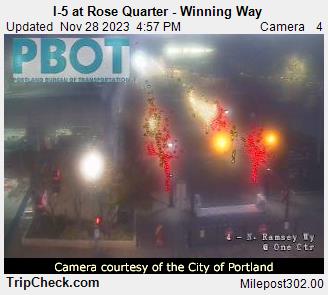 I-5 at Rose Quarter - Winning Way
Updated Nov 28 2023 4:57 PM Camera 4
PBOT
PORTLAND BUREAU OF TRANSPORTATION
4 - N. Ramsey Wy
@ One Ctr
Camera courtesy of the City of Portland
TripCheck.com Milepost302.00